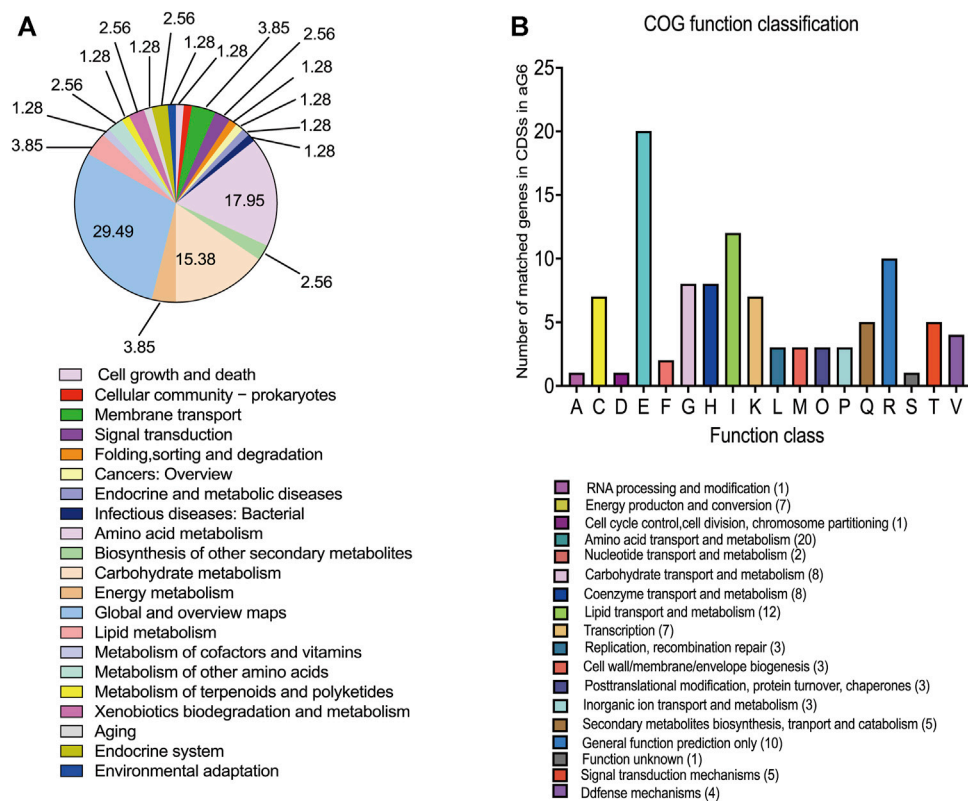 A
2.56
2.56
1.28
1.28
1.28
3.85
2.56
1.28
1.28
1.28
1.28
2.56
1.28
2.56
1.28
3.85
17.95
29.49
15.38
2.56
3.85
Cell growth and death
Cellular community − prokaryotes
Membrane transport
Signal transduction
Folding,sorting and degradation
Cancers: Overview
Endocrine and metabolic diseases
Infectious diseases: Bacterial
Amino acid metabolism
Biosynthesis of other secondary metabolites
Carbohydrate metabolism
Energy metabolism
Global and overview maps
Lipid metabolism
Metabolism of cofactors and vitamins
Metabolism of other amino acids
Metabolism of terpenoids and polyketides
Xenobiotics biodegradation and metabolism
Aging
Endocrine system
Environmental adaptation
B
COG function classification
Number of matched genes in CDSs in aG6
25
20
15
10
5
0
A C D E F G H I K L M O P Q R S T V
Function class
RNA processing and modification (1)
Energy producton and conversion (7)
Cell cycle control,cell division, chromosome partitioning (1)
Amino acid transport and metabolism (20)
Nucleotide transport and metabolism (2)
Carbohydrate transport and metabolism (8)
Coenzyme transport and metabolism (8)
Lipid transport and metabolism (12)
Transcription (7)
Replication, recombination repair (3)
Cell wall/membrane/envelope biogenesis (3)
Posttranslational modification, protein turnover, chaperones (3)
Inorganic ion transport and metabolism (3)
Secondary metabolites biosynthesis, tranport and catabolism (5)
General function prediction only (10)
Function unknown (1)
Signal transduction mechanisms (5)
Ddfense mechanisms (4)